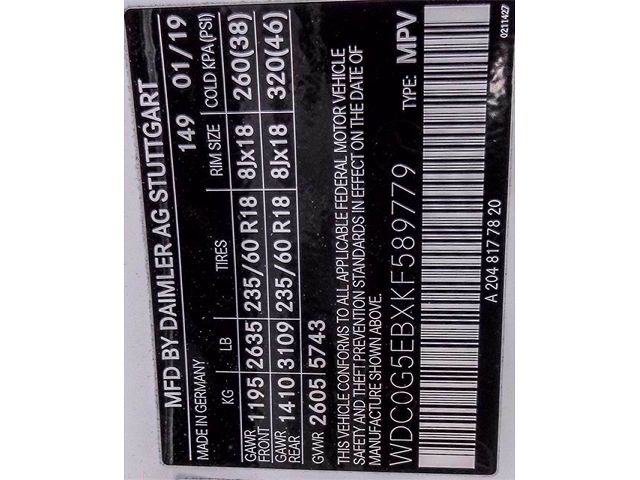 MFD BY DAIMLER AG STUTTGART
MADE IN GERMANY 149 01/19
KG LB TIRES RIM SIZE COLD KPA(PSI)
GAWR FRONT 1195 2635 235/60 R18 8Jx18 260(38)
GAWR REAR 1410 3109 235/60 R18 8Jx18 320(46)
GVWR 2605 5743
THIS VEHICLE CONFORMS TO ALL APPLICABLE FEDERAL MOTOR VEHICLE
SAFETY AND THEFT PREVENTION STANDARDS IN EFFECT ON THE DATE OF
MANUFACTURE SHOWN ABOVE.
WDC0G5EBXKF589779 TYPE: MPV
A 204 817 78 20
0211427